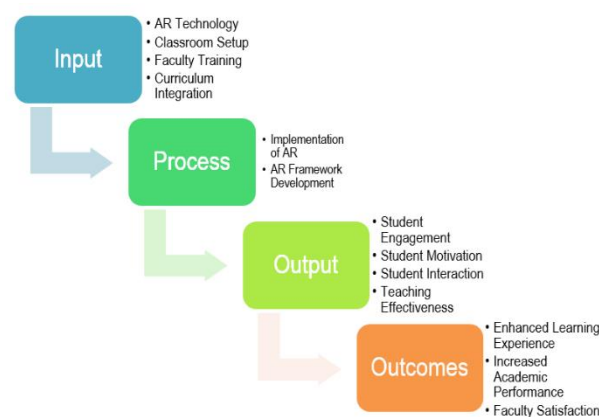 Input
• AR Technology
• Classroom Setup
• Faculty Training
• Curriculum
Integration
Process
• Implementation
of AR
• AR Framework
Development
Output
• Student
Engagement
• Student Motivation
• Student Interaction
• Teaching
Effectiveness
Outcomes
• Enhanced Learning
Experience
• Increased
Academic
Performance
• Faculty Satisfaction